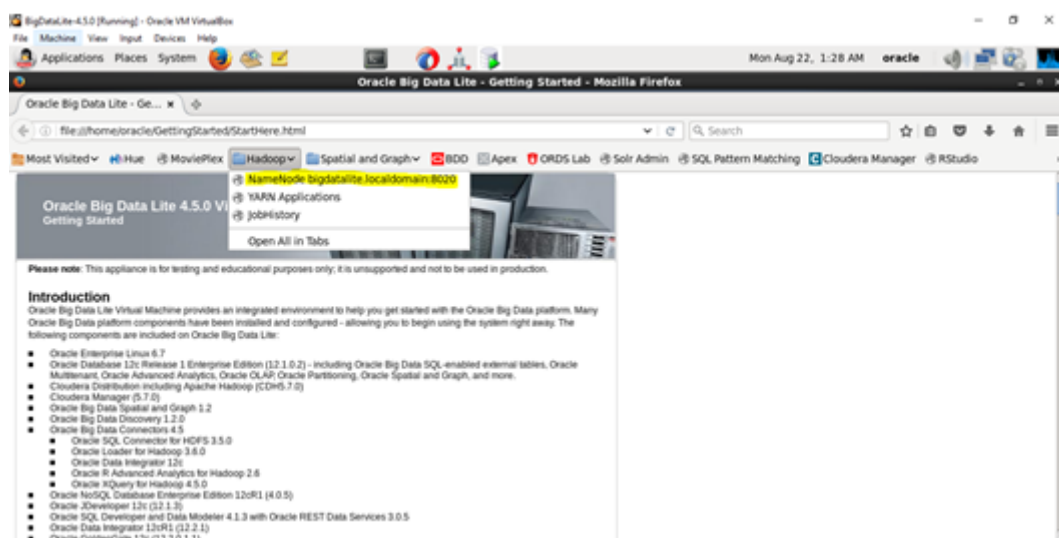 BigDataLite-4.5.0 [Running] - Oracle VM VirtualBox
File Machine View Input Devices Help
Applications Places System Mon Aug 22, 1:28 AM oracle
Oracle Big Data Lite - Getting Started - Mozilla Firefox
Oracle Big Data Lite - Ge...
file:///home/oracle/GettingStarted/StartHere.html Search
Most Visited Hue MoviePlex Hadoop Spatial and Graph BDD Apex ORDS Lab Solr Admin SQL Pattern Matching Cloudera Manager RStudio
NameNode bigdatalite.localdomain:8020
YARN Applications
JobHistory
Open All in Tabs
Oracle Big Data Lite 4.5.0 Vi
Getting Started
Please note: This appliance is for testing and educational purposes only; it is unsupported and not to be used in production.
Introduction
Oracle Big Data Lite Virtual Machine provides an integrated environment to help you get started with the Oracle Big Data platform. Many
Oracle Big Data platform components have been installed and configured - allowing you to begin using the system right away. The
following components are included on Oracle Big Data Lite:
Oracle Enterprise Linux 6.7
Oracle Database 12c Release 1 Enterprise Edition (12.1.0.2) - including Oracle Big Data SQL-enabled external tables, Oracle
Multitenant, Oracle Advanced Analytics, Oracle OLAP, Oracle Partitioning, Oracle Spatial and Graph, and more.
Cloudera Distribution including Apache Hadoop (CDH5.7.0)
Cloudera Manager (5.7.0)
Oracle Big Data Spatial and Graph 1.2
Oracle Big Data Discovery 1.2.0
Oracle Big Data Connectors 4.5
Oracle SQL Connector for HDFS 3.5.0
Oracle Loader for Hadoop 3.6.0
Oracle Data Integrator 12c
Oracle R Advanced Analytics for Hadoop 2.6
Oracle XQuery for Hadoop 4.5.0
Oracle NoSQL Database Enterprise Edition 12cR1 (4.0.5)
Oracle JDeveloper 12c (12.1.3)
Oracle SQL Developer and Data Modeler 4.1.3 with Oracle REST Data Services 3.0.5
Oracle Data Integrator 12cR1 (12.2.1)